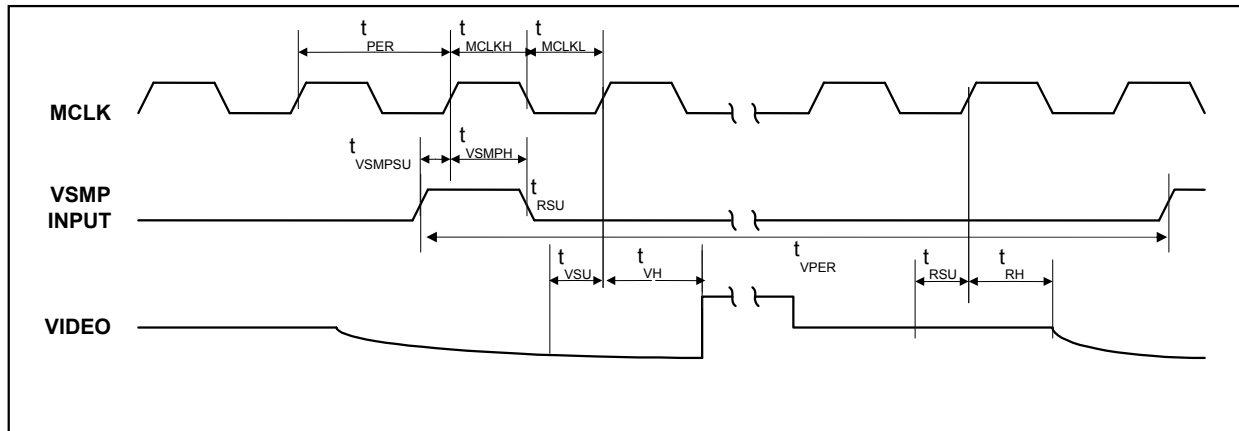 t PER
t MCLKH
t MCLKL
MCLK
t VSMPSU
t VSMPH
VSMP
INPUT
t RSU
t VPER
t VSU
t VH
t RSU
t RH
VIDEO